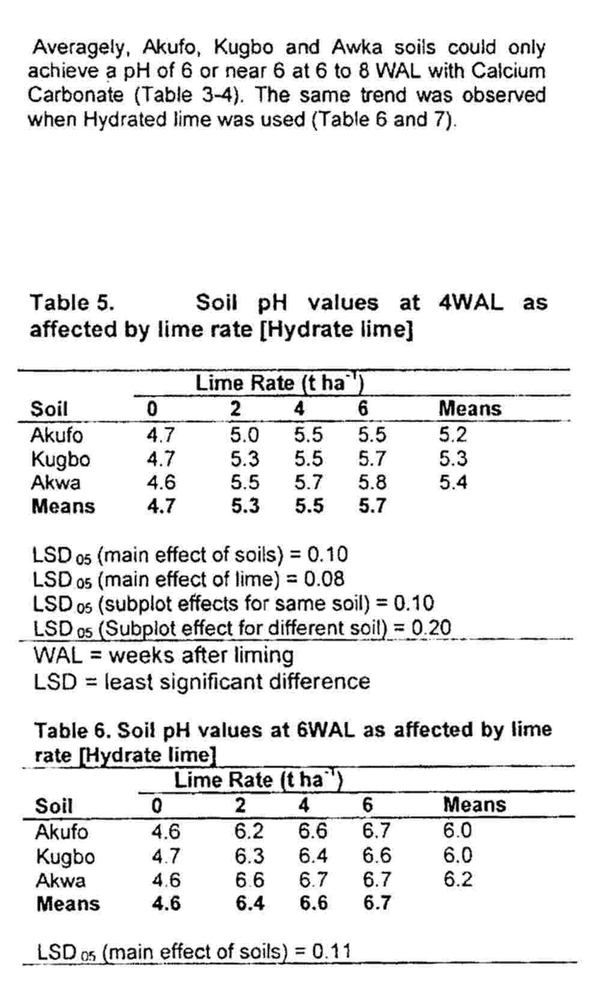 Averagely, Akufo, Kugbo and Awka soils could only
achieve a pH of 6 or near 6 at 6 to 8 WAL with Calcium
Carbonate (Table 3-4). The same trend was observed
when Hydrated lime was used (Table 6 and 7).
Table 5. Soil pH values at 4WAL as
affected by lime rate [Hydrate lime]
Lime Rate (t ha⁻¹)
Soil 0 2 4 6 Means
Akufo 4.7 5.0 5.5 5.5 5.2
Kugbo 4.7 5.3 5.5 5.7 5.3
Akwa 4.6 5.5 5.7 5.8 5.4
Means 4.7 5.3 5.5 5.7
LSD 05 (main effect of soils) = 0.10
LSD 05 (main effect of lime) = 0.08
LSD 05 (subplot effects for same soil) = 0.10
LSD 05 (Subplot effect for different soil) = 0.20
WAL = weeks after liming
LSD = least significant difference
Table 6. Soil pH values at 6WAL as affected by lime
rate [Hydrate lime]
Lime Rate (t ha⁻¹)
Soil 0 2 4 6 Means
Akufo 4.6 6.2 6.6 6.7 6.0
Kugbo 4.7 6.3 6.4 6.6 6.0
Akwa 4.6 6.6 6.7 6.7 6.2
Means 4.6 6.4 6.6 6.7
LSD 05 (main effect of soils) = 0.11